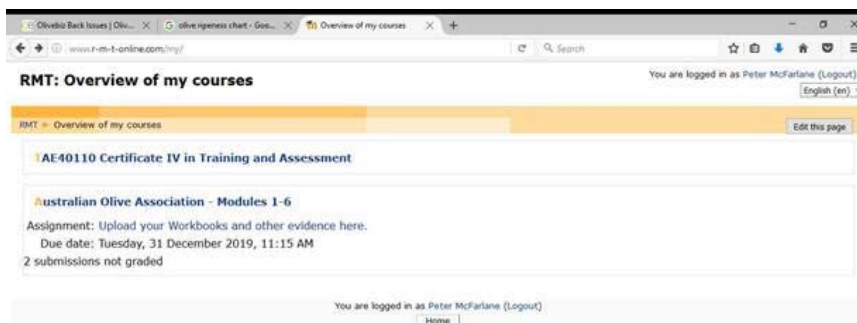 Olivebiz Back Issues | Oliv...
olive ripeness chart - Goo...
Overview of my courses
www.r-m-t-online.com/my/
Search
RMT: Overview of my courses
You are logged in as Peter McFarlane (Logout)
English (en)
RMT ► Overview of my courses
Edit this page
TAE40110 Certificate IV in Training and Assessment
Australian Olive Association - Modules 1-6
Assignment: Upload your Workbooks and other evidence here.
Due date: Tuesday, 31 December 2019, 11:15 AM
2 submissions not graded
You are logged in as Peter McFarlane (Logout)
Home